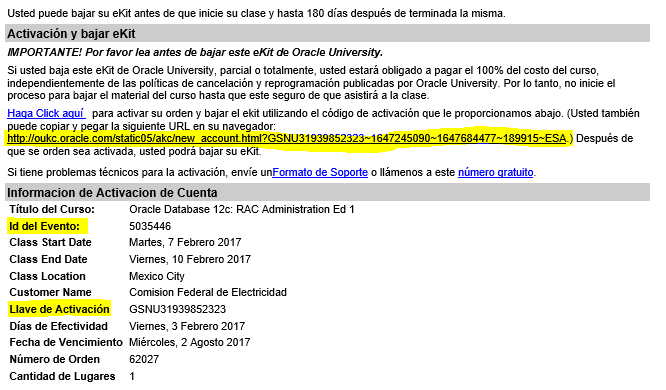 Usted puede bajar su eKit antes de que inicie su clase y hasta 180 días después de terminada la misma.
Activación y bajar eKit
IMPORTANTE! Por favor lea antes de bajar este eKit de Oracle University.
Si usted baja este eKit de Oracle University, parcial o totalmente, usted estará obligado a pagar el 100% del costo del curso,
independientemente de las políticas de cancelación y reprogramación publicadas por Oracle University. Por lo tanto, no inicie el
proceso para bajar el material del curso hasta que este seguro de que asistirá a la clase.
Haga Click aquí para activar su orden y bajar el ekit utilizando el código de activación que le proporcionamos abajo. (Usted también
puede copiar y pegar la siguiente URL en su navegador:
http://oukc.oracle.com/static05/akc/new_account.html?GSNU31939852323~1647245090~1647684477~189915~ESA.) Después de
que se orden sea activada, usted podrá bajar su eKit.
Si tiene problemas técnicos para la activación, envíe unFormato de Soporte o llámenos a este número gratuito.
Informacion de Activacion de Cuenta
Título del Curso: Oracle Database 12c: RAC Administration Ed 1
Id del Evento: 5035446
Class Start Date Martes, 7 Febrero 2017
Class End Date Viernes, 10 Febrero 2017
Class Location Mexico City
Customer Name Comision Federal de Electricidad
Llave de Activación GSNU31939852323
Días de Efectividad Viernes, 3 Febrero 2017
Fecha de Vencimiento Miércoles, 2 Agosto 2017
Número de Orden 62027
Cantidad de Lugares 1